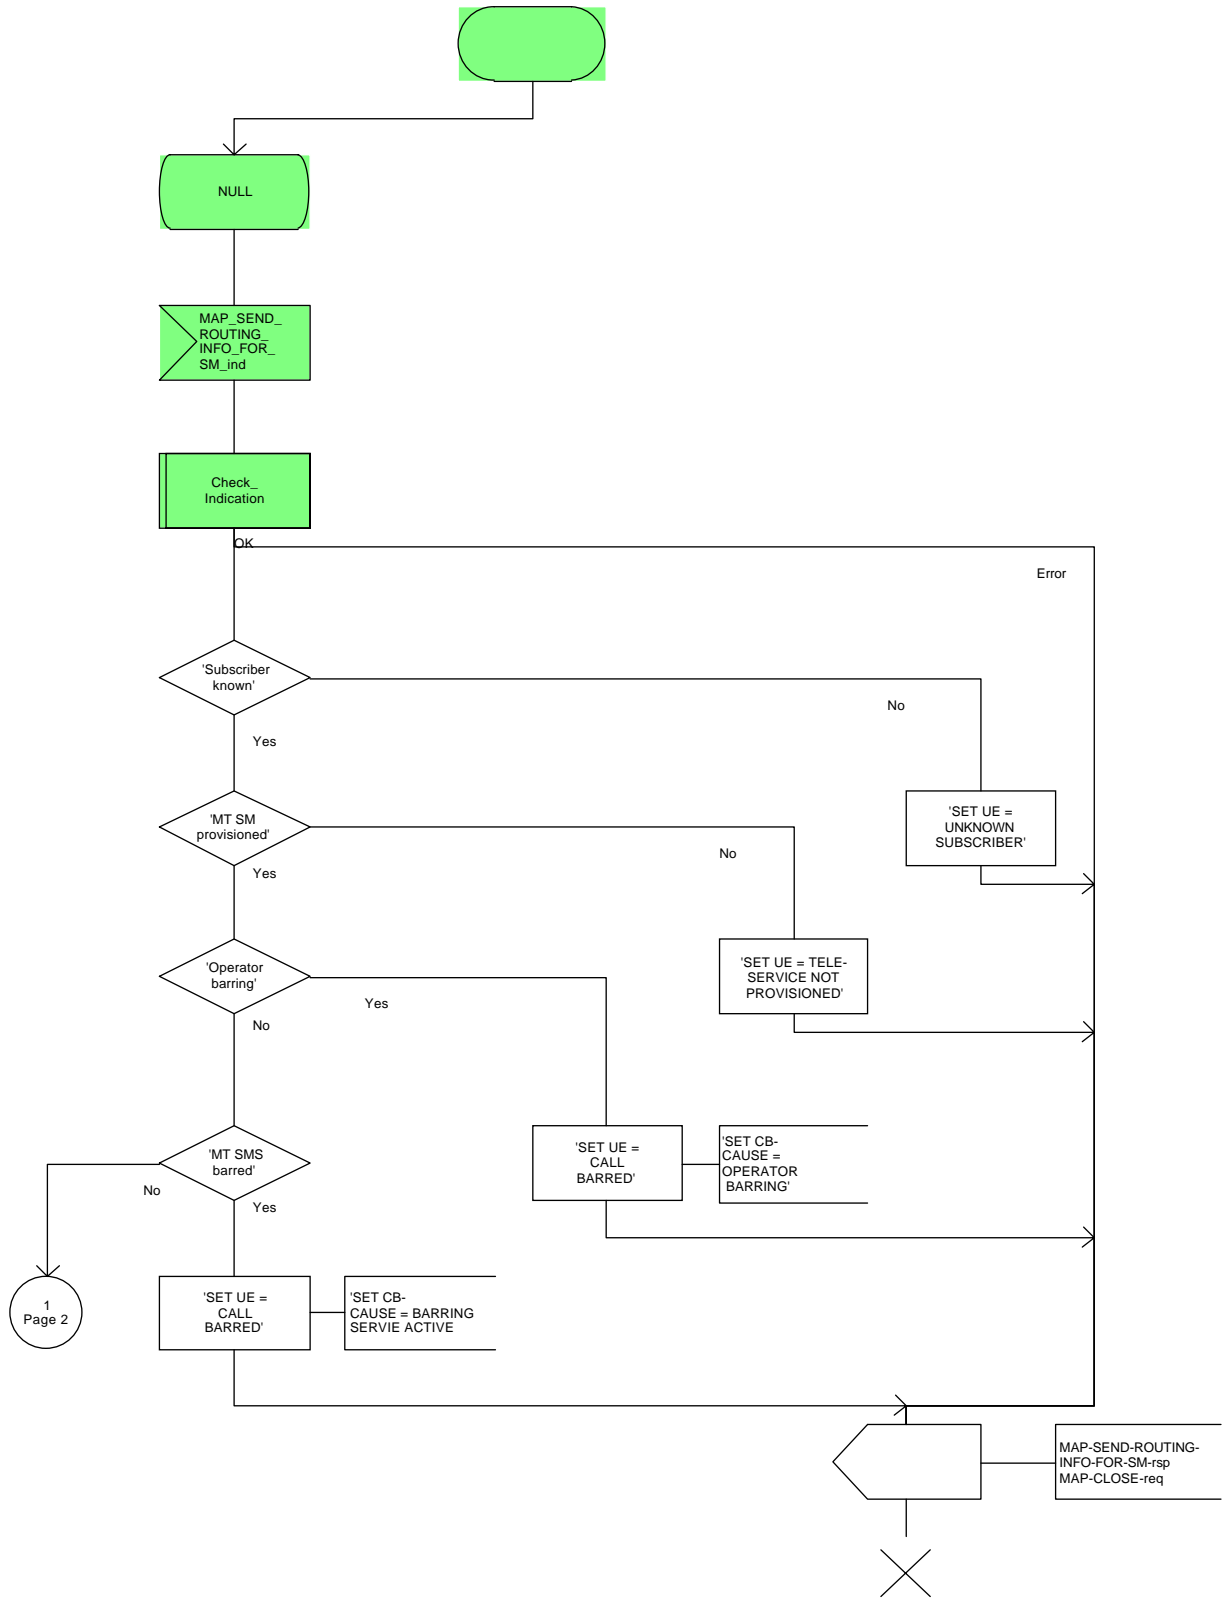 NULL
MAP_SEND_
ROUTING_
INFO_FOR_
SM_ind
Check_
Indication
OK
Error
'Subscriber
known'
No
Yes
'MT SM
provisioned'
No
Yes
'SET UE =
UNKNOWN
SUBSCRIBER'
'Operator
barring'
Yes
No
'SET UE = TELE-
SERVICE NOT
PROVISIONED'
'MT SMS
barred'
No
Yes
'SET UE =
CALL
BARRED'
'SET CB-
CAUSE =
OPERATOR
BARRING'
1
Page 2
'SET UE =
CALL
BARRED'
'SET CB-
CAUSE = BARRING
SERVIE ACTIVE
MAP-SEND-ROUTING-
INFO-FOR-SM-rsp
MAP-CLOSE-req